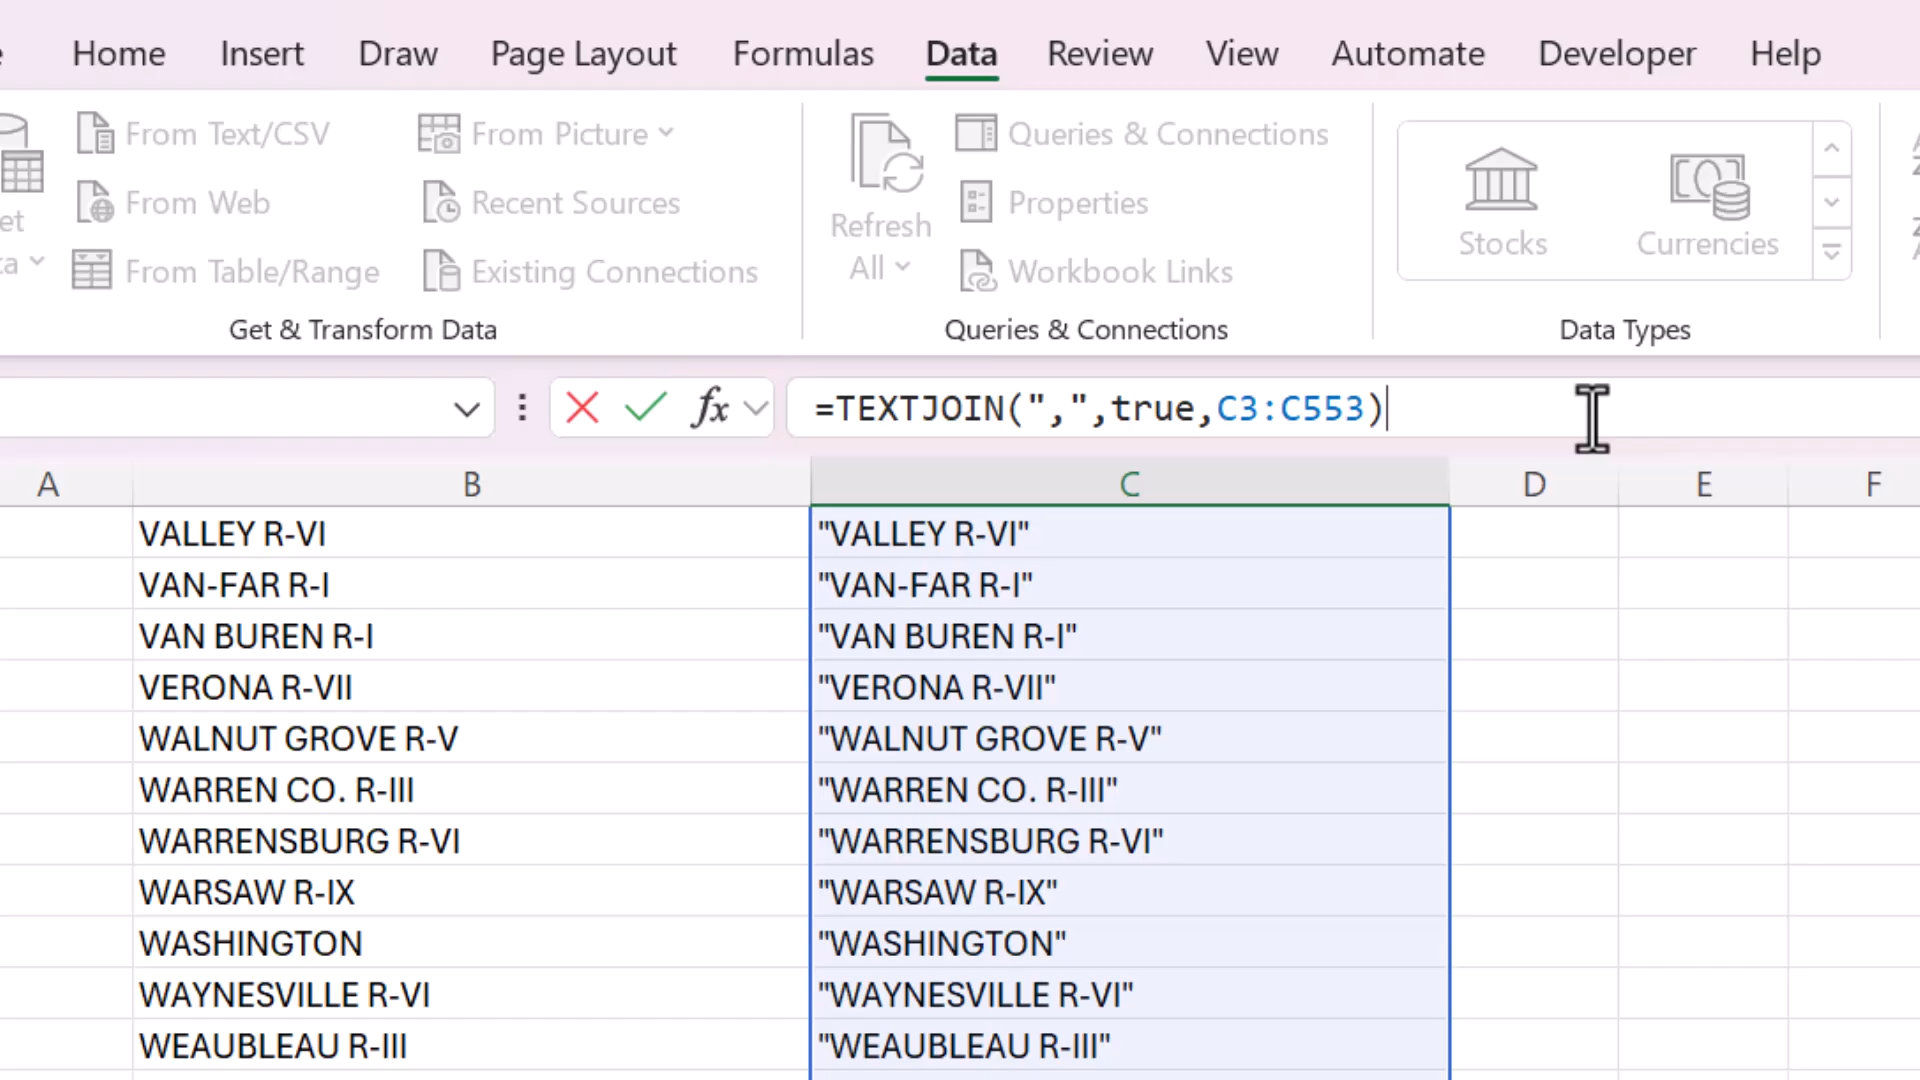 Home Insert Draw Page Layout Formulas Data Review View Automate Developer Help
From Text/CSV From Picture Queries & Connections
From Web Recent Sources Refresh All Properties Stocks Currencies
From Table/Range Existing Connections Workbook Links
Get & Transform Data Queries & Connections Data Types
fx =TEXTJOIN(",",true,C3:C553)
A B C D E F
VALLEY R-VI "VALLEY R-VI"
VAN-FAR R-I "VAN-FAR R-I"
VAN BUREN R-I "VAN BUREN R-I"
VERONA R-VII "VERONA R-VII"
WALNUT GROVE R-V "WALNUT GROVE R-V"
WARREN CO. R-III "WARREN CO. R-III"
WARRENSBURG R-VI "WARRENSBURG R-VI"
WARSAW R-IX "WARSAW R-IX"
WASHINGTON "WASHINGTON"
WAYNESVILLE R-VI "WAYNESVILLE R-VI"
WEAUBLEAU R-III "WEAUBLEAU R-III"